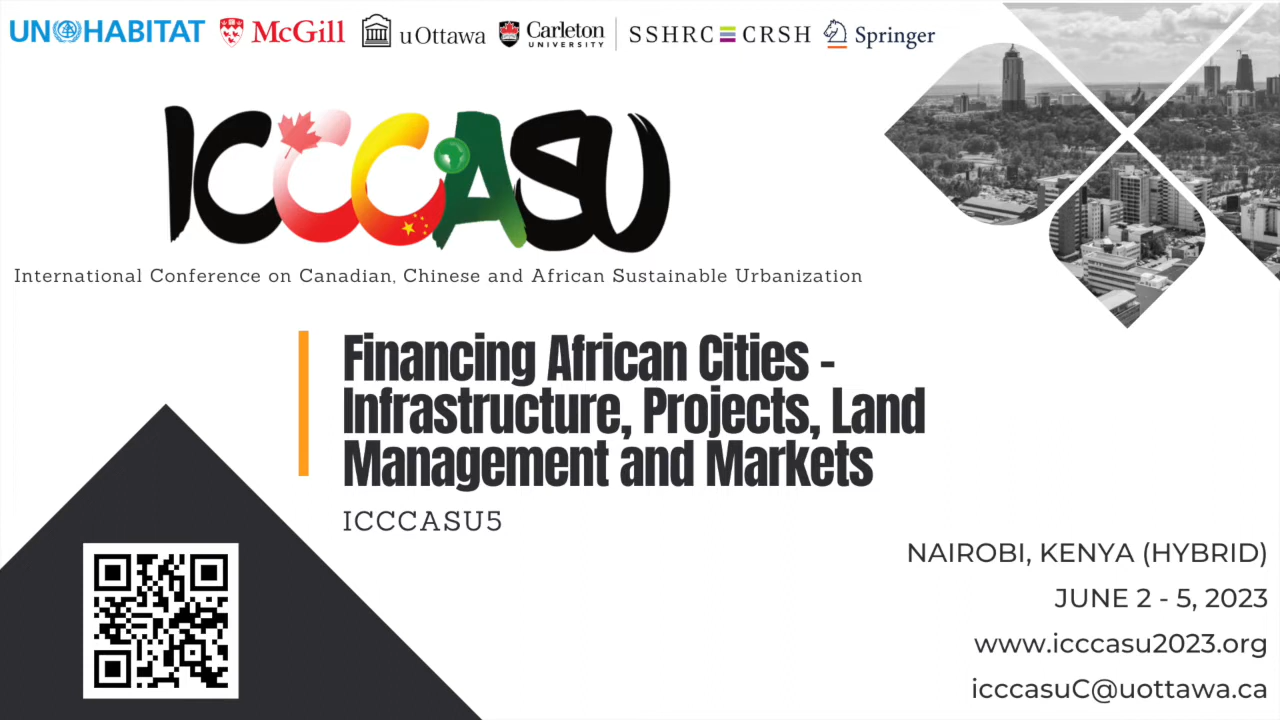 UN HABITAT McGill uOttawa Carleton UNIVERSITY SSHRC CRSH Springer
ICCCASU
International Conference on Canadian, Chinese and African Sustainable Urbanization
Financing African Cities -
Infrastructure, Projects, Land
Management and Markets
ICCCASU5
NAIROBI, KENYA (HYBRID)
JUNE 2 - 5, 2023
www.icccasu2023.org
icccasuC@uottawa.ca